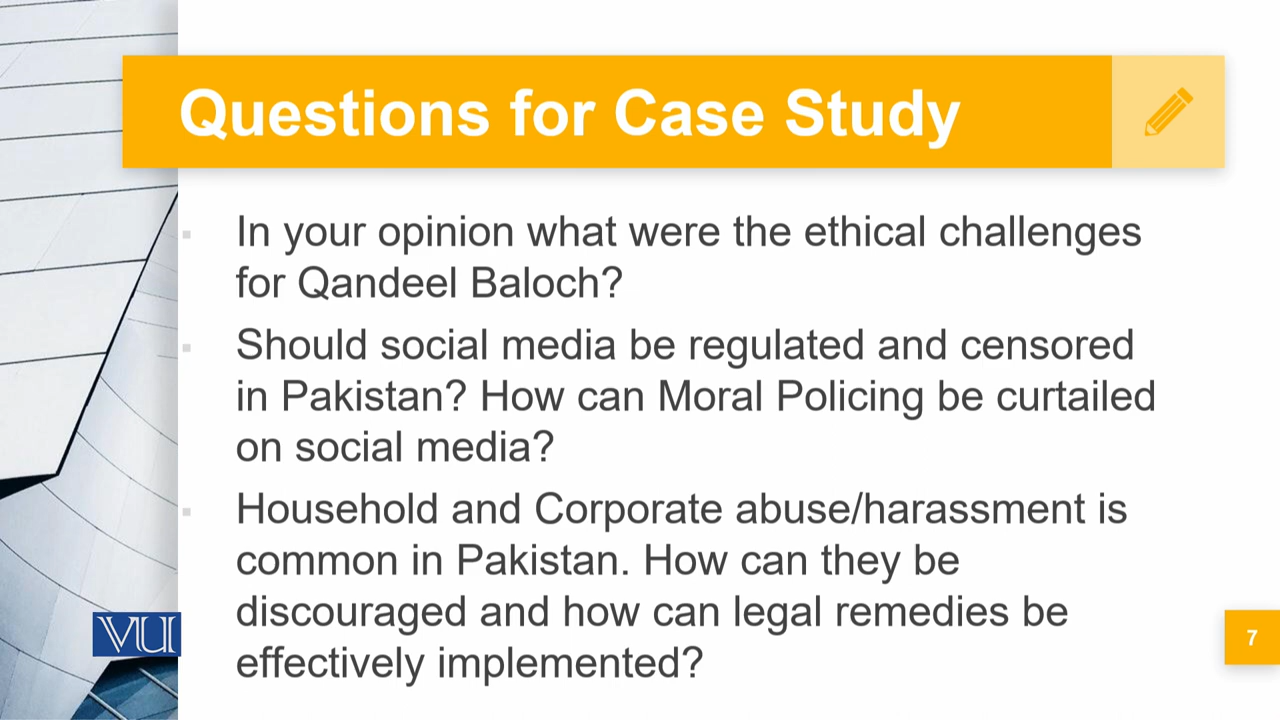 Questions for Case Study
In your opinion what were the ethical challenges
for Qandeel Baloch?
Should social media be regulated and censored
in Pakistan? How can Moral Policing be curtailed
on social media?
Household and Corporate abuse/harassment is
common in Pakistan. How can they be
discouraged and how can legal remedies be
effectively implemented?
VU
7